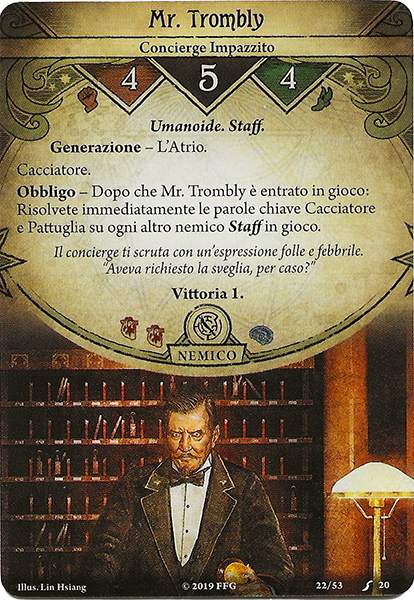 Mr. Trombly
Concierge Impazzito
4 5 4
Umanoide. Staff.
Generazione – L'Atrio.
Cacciatore.
Obbligo – Dopo che Mr. Trombly è entrato in gioco:
Risolvete immediatamente le parole chiave Cacciatore
e Pattuglia su ogni altro nemico Staff in gioco.
Il concierge ti scruta con un'espressione folle e febbrile.
"Aveva richiesto la sveglia, per caso?"
Vittoria 1.
NEMICO
Illus. Lin Hsiang © 2019 FFG 22/53 20